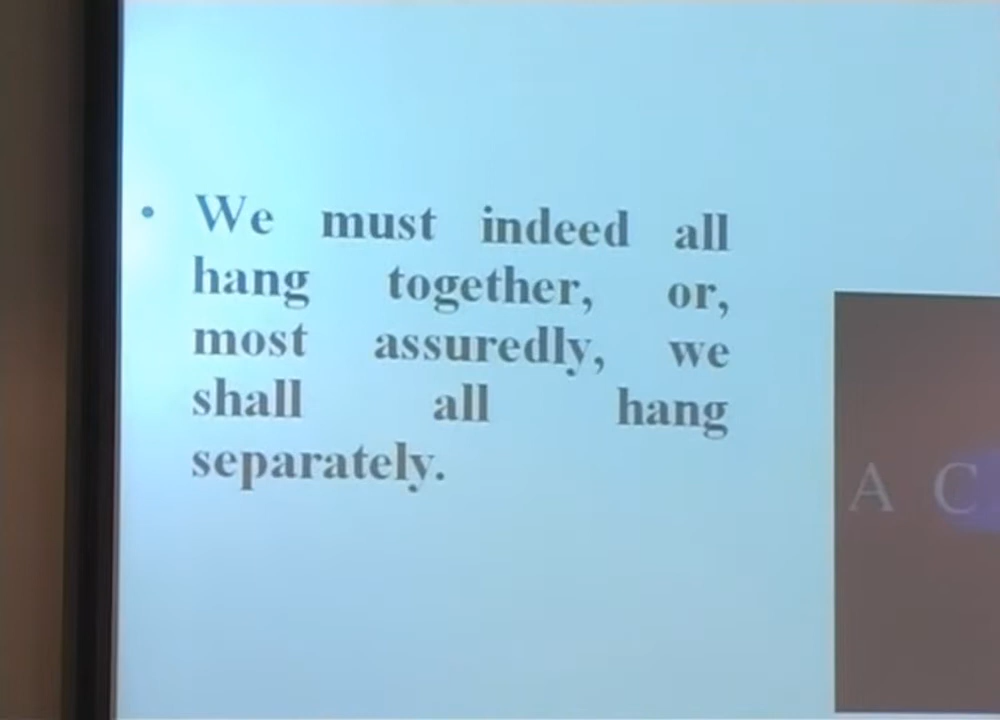 • We must indeed all
hang together, or,
most assuredly, we
shall all hang
separately.
A C